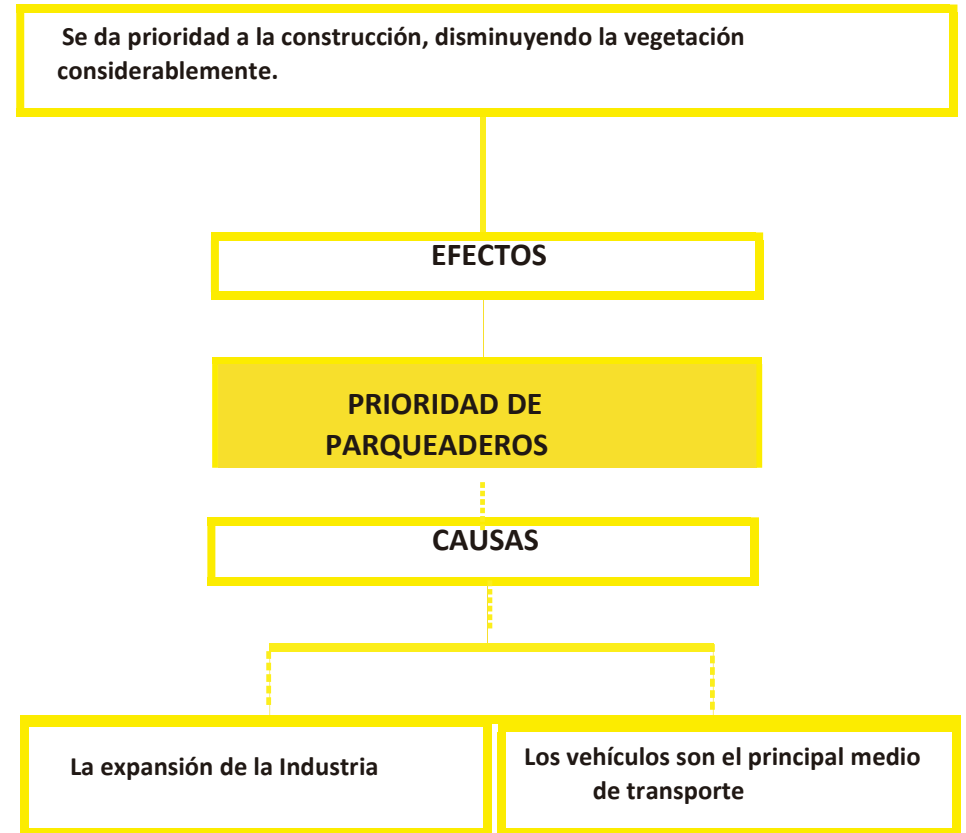 Se da prioridad a la construcción, disminuyendo la vegetación
considerablemente.
EFECTOS
PRIORIDAD DE
PARQUEADEROS
CAUSAS
La expansión de la Industria
Los vehículos son el principal medio
de transporte